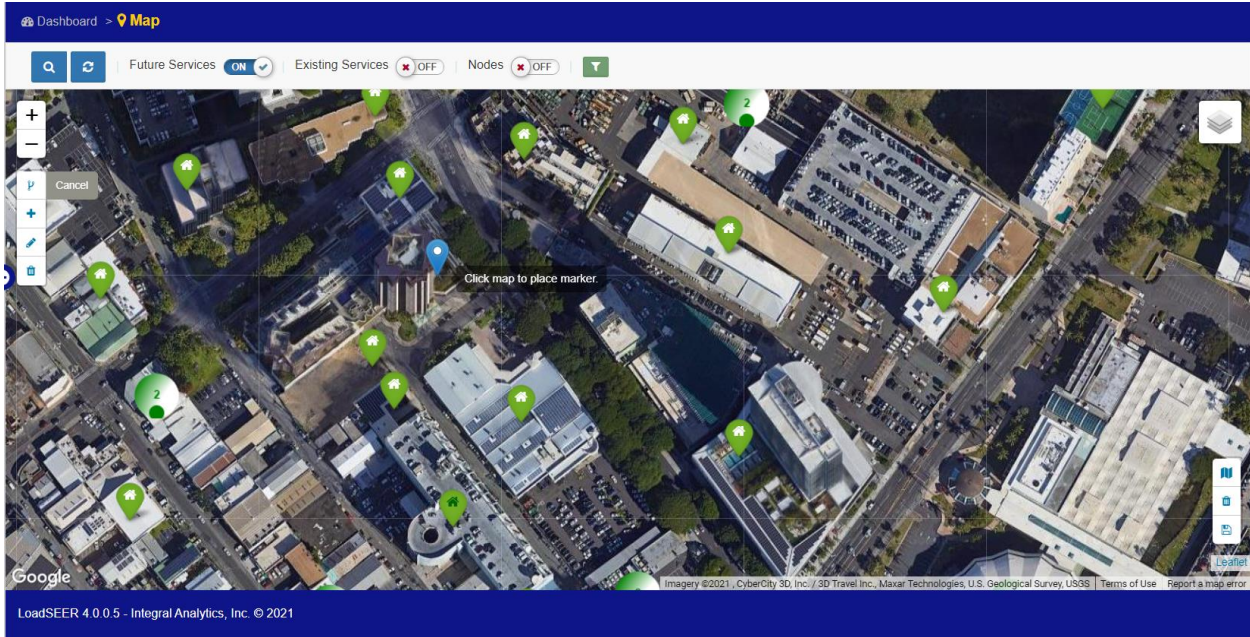 Dashboard > Map
Future Services ON Existing Services OFF Nodes OFF
+
2
−
Cancel
+
Click map to place marker.
2
2
Leaflet
Google
Imagery ©2021 , CyberCity 3D, Inc. / 3D Travel Inc., Maxar Technologies, U.S. Geological Survey, USGS Terms of Use Report a map error
LoadSEER 4.0.0.5 - Integral Analytics, Inc. © 2021